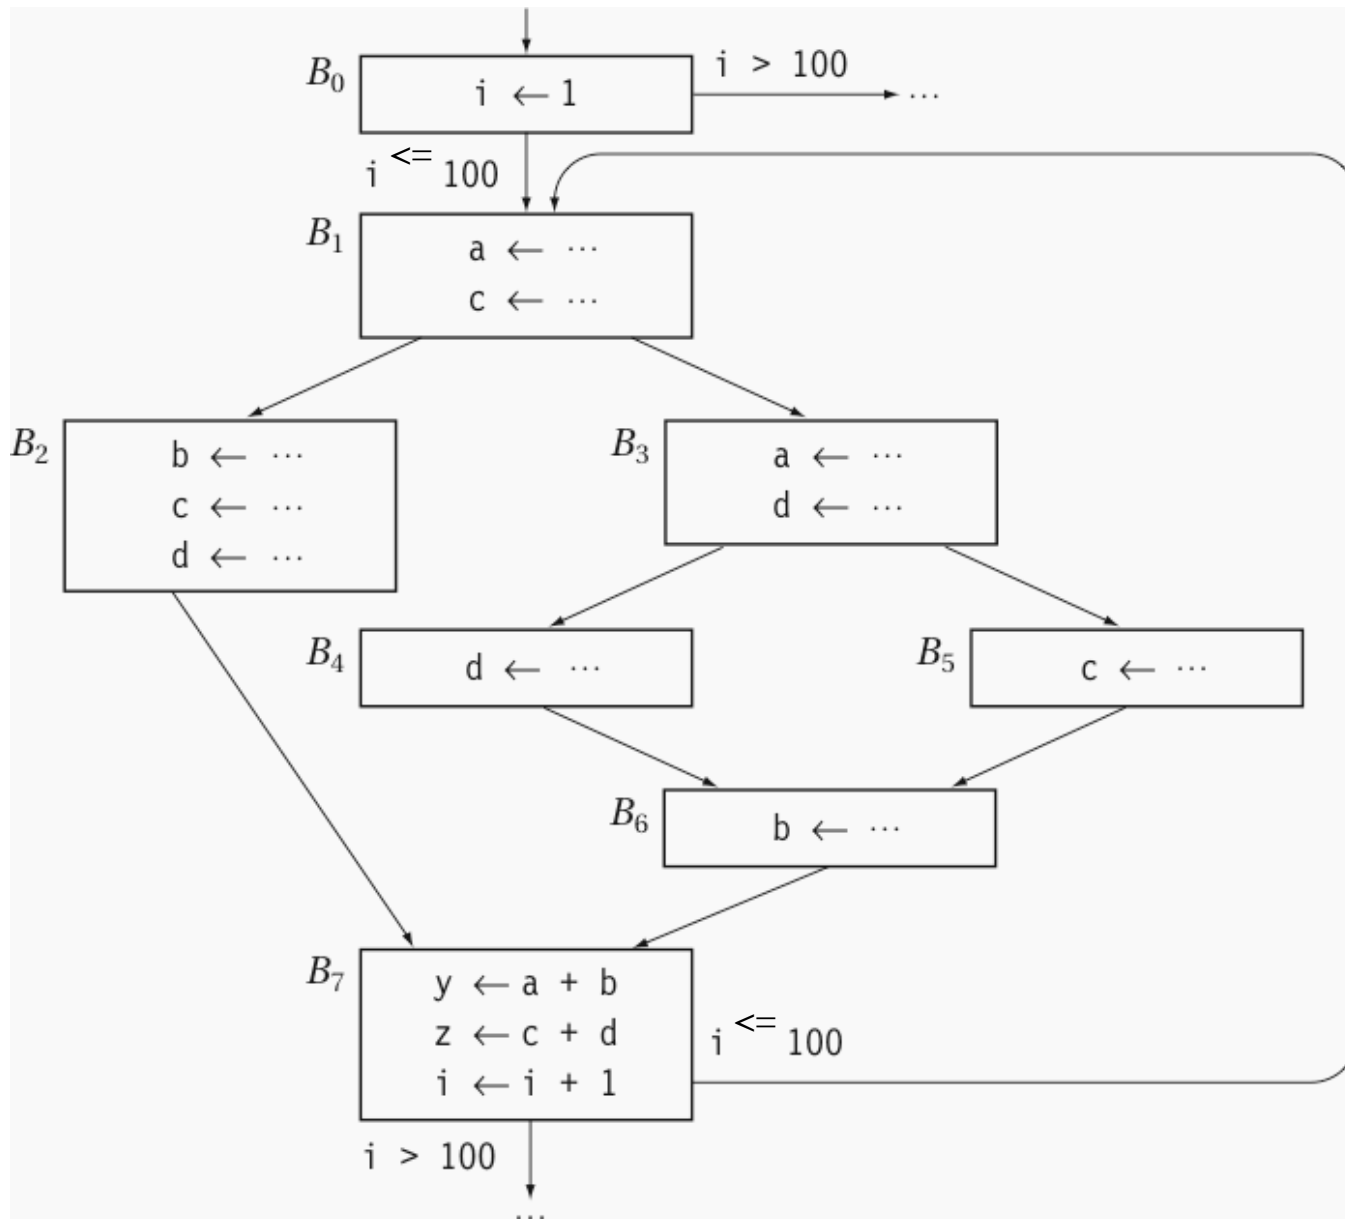 B₀
i ← 1
i > 100
...
i <= 100
B₁
a ← ...
c ← ...
B₂
b ← ...
c ← ...
d ← ...
B₃
a ← ...
d ← ...
B₄
d ← ...
B₅
c ← ...
B₆
b ← ...
B₇
y ← a + b
z ← c + d
i ← i + 1
i <= 100
i > 100
...